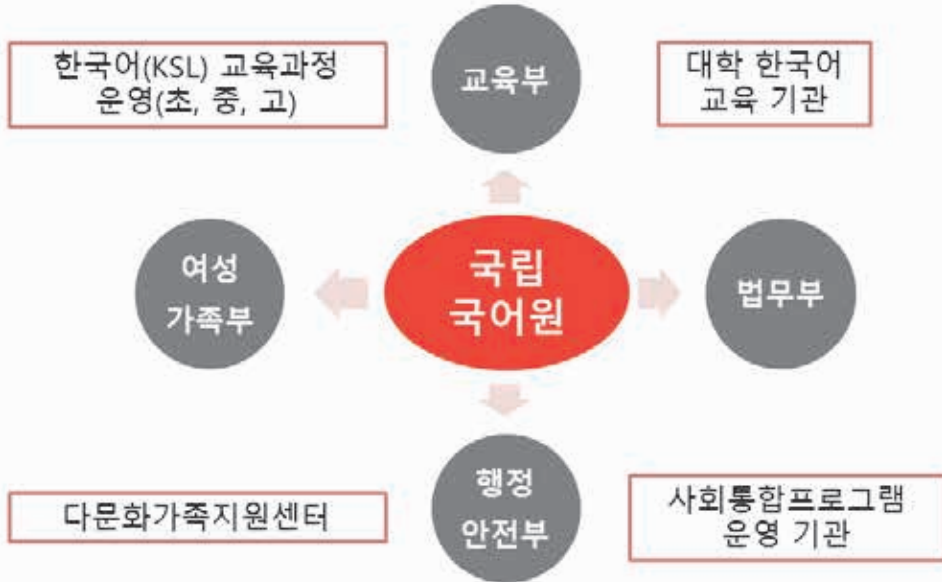 한국어(KSL) 교육과정
운영(초, 중, 고)
교육부
대학 한국어
교육 기관
여성
가족부
국립
국어원
법무부
다문화가족지원센터
행정
안전부
사회통합프로그램
운영 기관